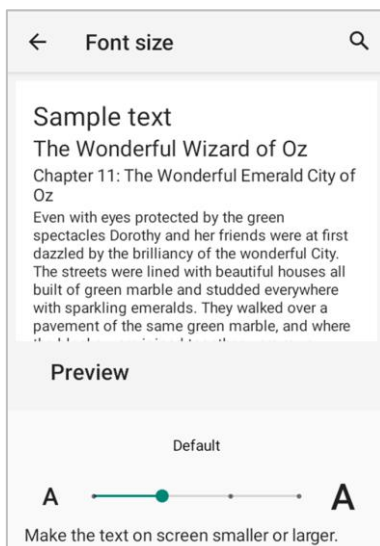 Font size
Sample text
The Wonderful Wizard of Oz
Chapter 11: The Wonderful Emerald City of
Oz
Even with eyes protected by the green
spectacles Dorothy and her friends were at first
dazzled by the brilliancy of the wonderful City.
The streets were lined with beautiful houses all
built of green marble and studded everywhere
with sparkling emeralds. They walked over a
pavement of the same green marble, and where
Preview
Default
A A
Make the text on screen smaller or larger.